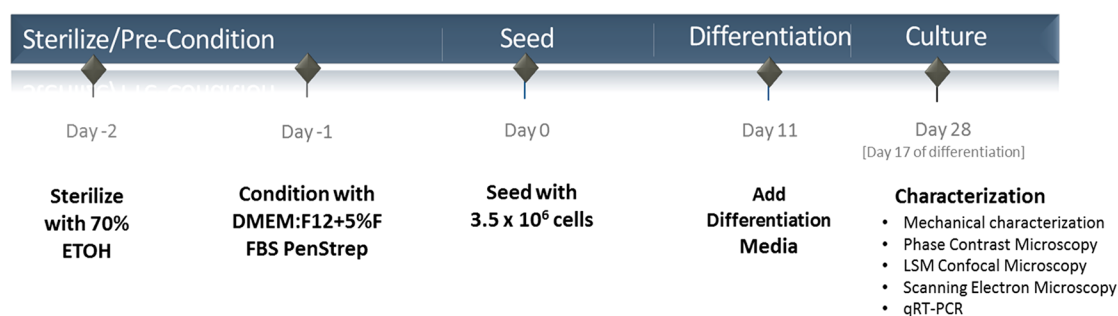 Sterilize/Pre-Condition Seed Differentiation Culture
Day -2 Day -1 Day 0 Day 11 Day 28
[Day 17 of differentiation]
Sterilize
with 70%
ETOH
Condition with
DMEM:F12+5%F
FBS PenStrep
Seed with
3.5 x 10⁶ cells
Add
Differentiation
Media
Characterization
• Mechanical characterization
• Phase Contrast Microscopy
• LSM Confocal Microscopy
• Scanning Electron Microscopy
• qRT-PCR